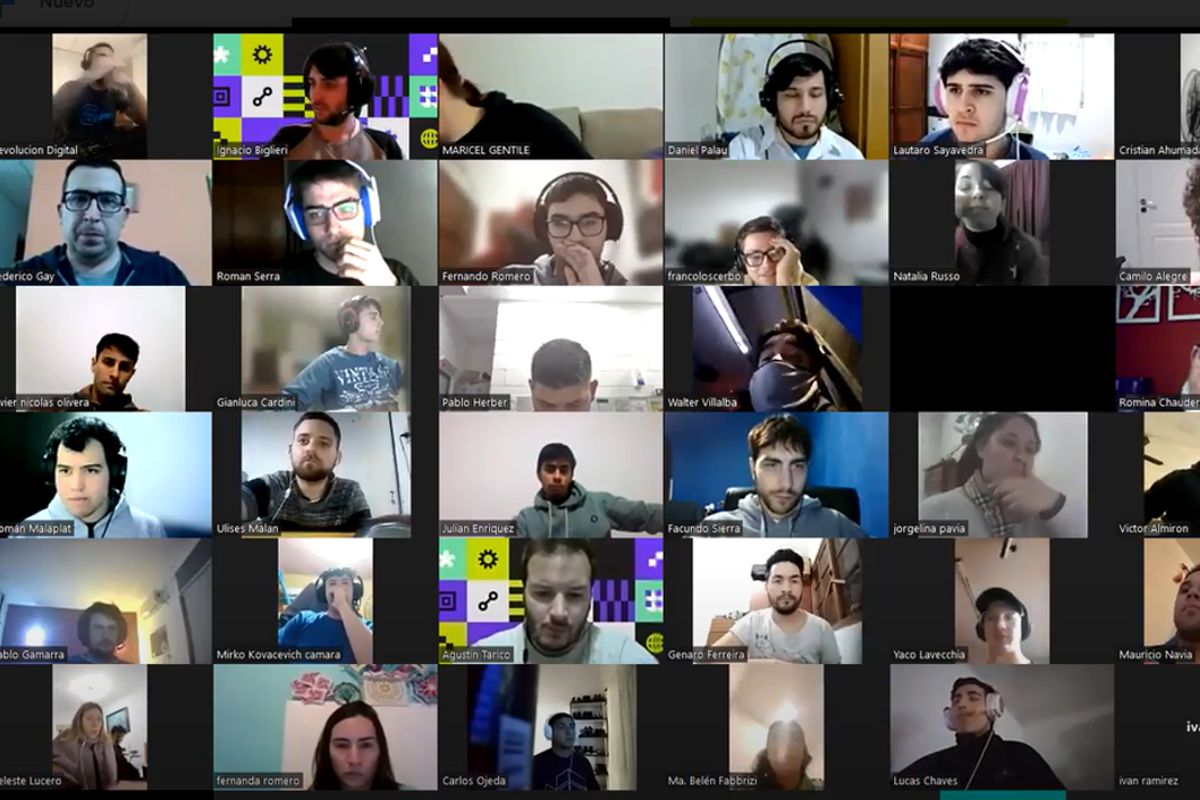 Nuevo
evolucion Digital
Ignacio Biglieri
MARICEL GENTILE
Daniel Palau
Lautaro Sayavedra
Cristian Ahumada
ederico Gay
Roman Serra
Fernando Romero
francoloscerbo
Natalia Russo
Camilo Alegre
vier nicolas olivera
Gianluca Cardini
Pablo Herber
Walter Villalba
Romina Chauder
omán Malaplat
Ulises Malan
Julian Enriquez
Facundo Sierra
jorgelina pavia
Victor Almiron
ablo Gamarra
Mirko Kovacevich camara
Agustin Tarico
Genaro Ferreira
Yaco Lavecchia
Mauricio Navia
eleste Lucero
fernanda romero
Carlos Ojeda
Ma. Belén Fabbrizi
Lucas Chaves
iva
ivan ramirez